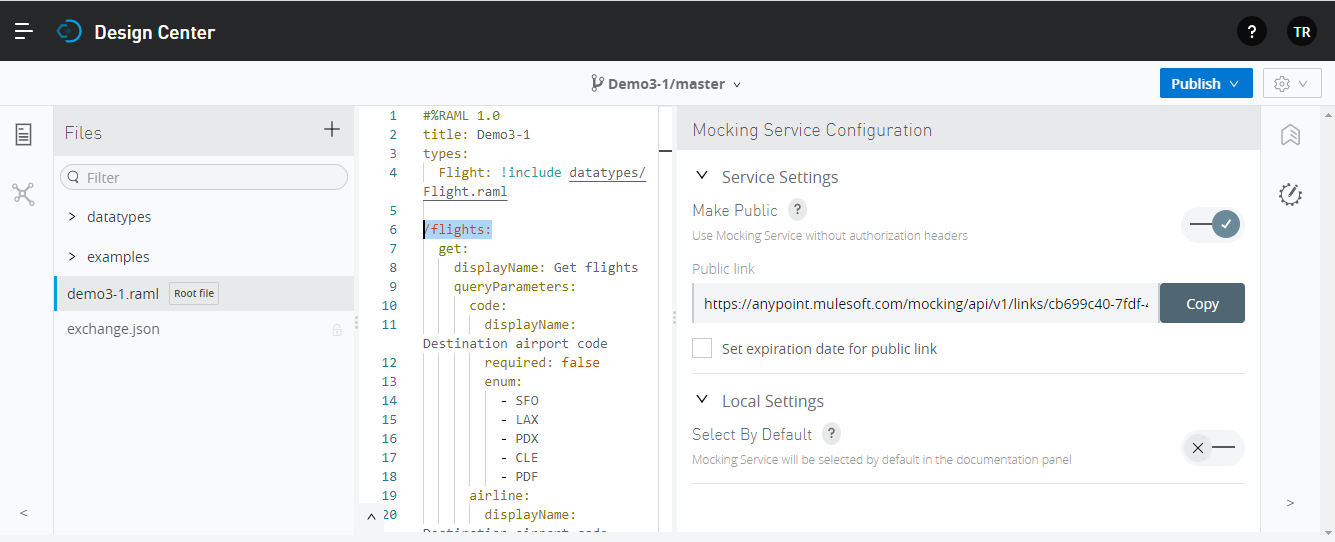 Design Center
?
TR
Demo3-1/master
Publish
Files
+
Filter
> datatypes
> examples
demo3-1.raml Root file
exchange.json
1 #%RAML 1.0
2 title: Demo3-1
3 types:
4 Flight: !include datatypes/
Flight.raml
5
6 /flights:
7 get:
8 displayName: Get flights
9 queryParameters:
10 code:
11 displayName:
Destination airport code
12 required: false
13 enum:
14 - SFO
15 - LAX
16 - PDX
17 - CLE
18 - PDF
19 airline:
20 displayName:
Mocking Service Configuration
Service Settings
Make Public ?
Use Mocking Service without authorization headers
Public link
https://anypoint.mulesoft.com/mocking/api/v1/links/cb699c40-7fdf-
Copy
Set expiration date for public link
Local Settings
Select By Default ?
Mocking Service will be selected by default in the documentation panel